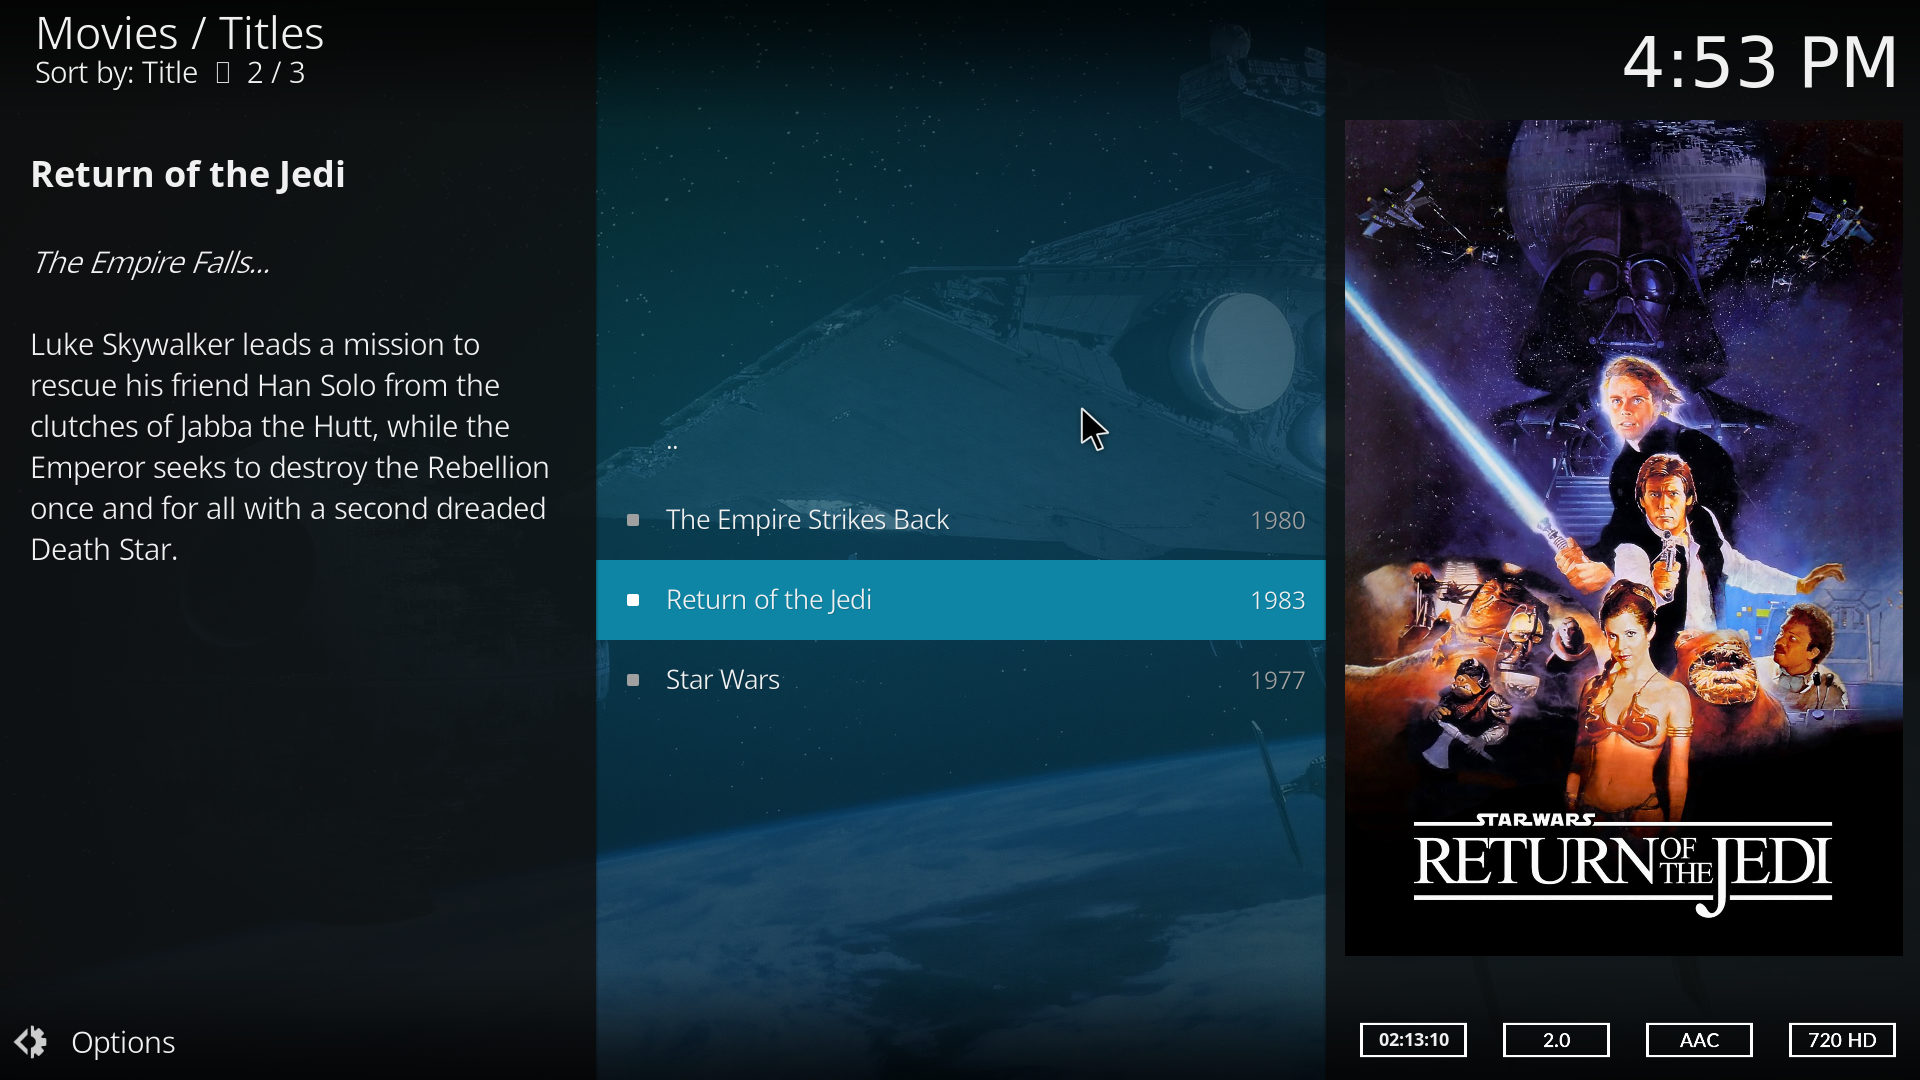 Movies / Titles
Sort by: Title 2 / 3
4:53 PM
Return of the Jedi
The Empire Falls...
Luke Skywalker leads a mission to
rescue his friend Han Solo from the
clutches of Jabba the Hutt, while the
Emperor seeks to destroy the Rebellion
once and for all with a second dreaded
Death Star.
..
The Empire Strikes Back 1980
Return of the Jedi 1983
Star Wars 1977
STAR WARS
RETURN OF THE JEDI
Options
02:13:10
2.0
AAC
720 HD